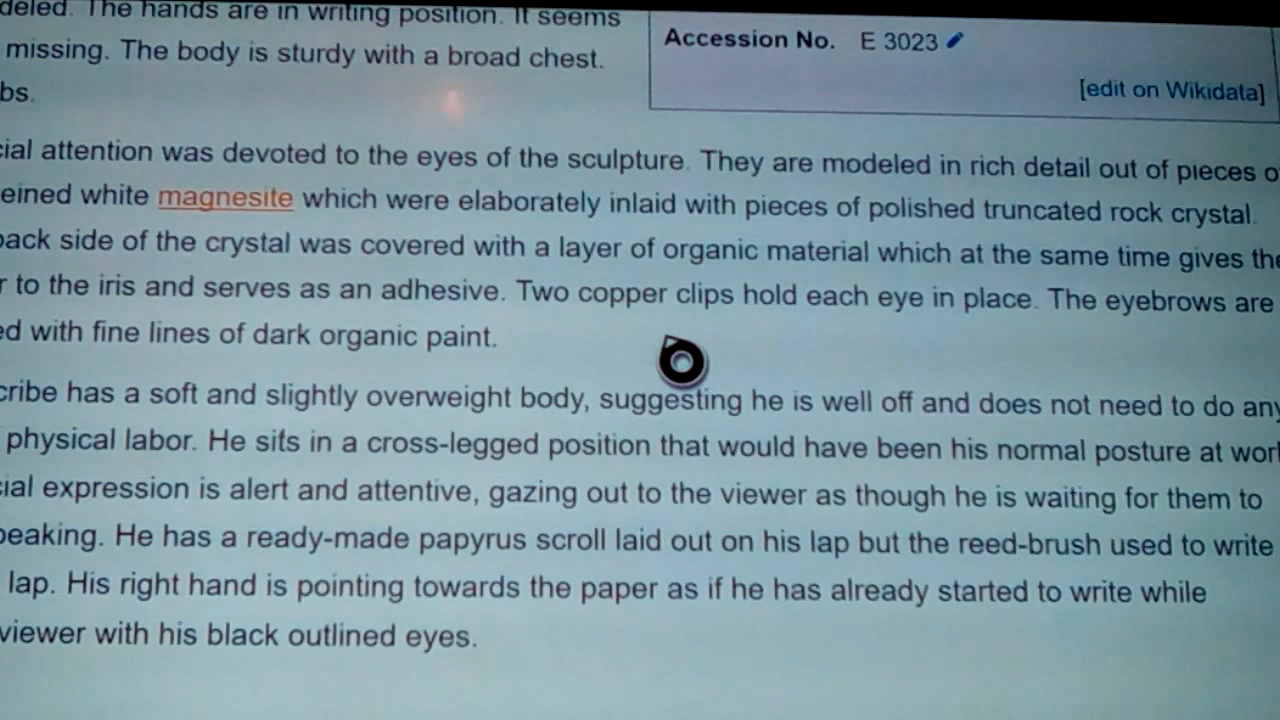 deled. The hands are in writing position. It seems
missing. The body is sturdy with a broad chest.
bs.
Accession No. E 3023
[edit on Wikidata]
cial attention was devoted to the eyes of the sculpture. They are modeled in rich detail out of pieces o
eined white magnesite which were elaborately inlaid with pieces of polished truncated rock crystal.
back side of the crystal was covered with a layer of organic material which at the same time gives the
r to the iris and serves as an adhesive. Two copper clips hold each eye in place. The eyebrows are
ed with fine lines of dark organic paint.
cribe has a soft and slightly overweight body, suggesting he is well off and does not need to do any
physical labor. He sits in a cross-legged position that would have been his normal posture at work
cial expression is alert and attentive, gazing out to the viewer as though he is waiting for them to
peaking. He has a ready-made papyrus scroll laid out on his lap but the reed-brush used to write
lap. His right hand is pointing towards the paper as if he has already started to write while
viewer with his black outlined eyes.